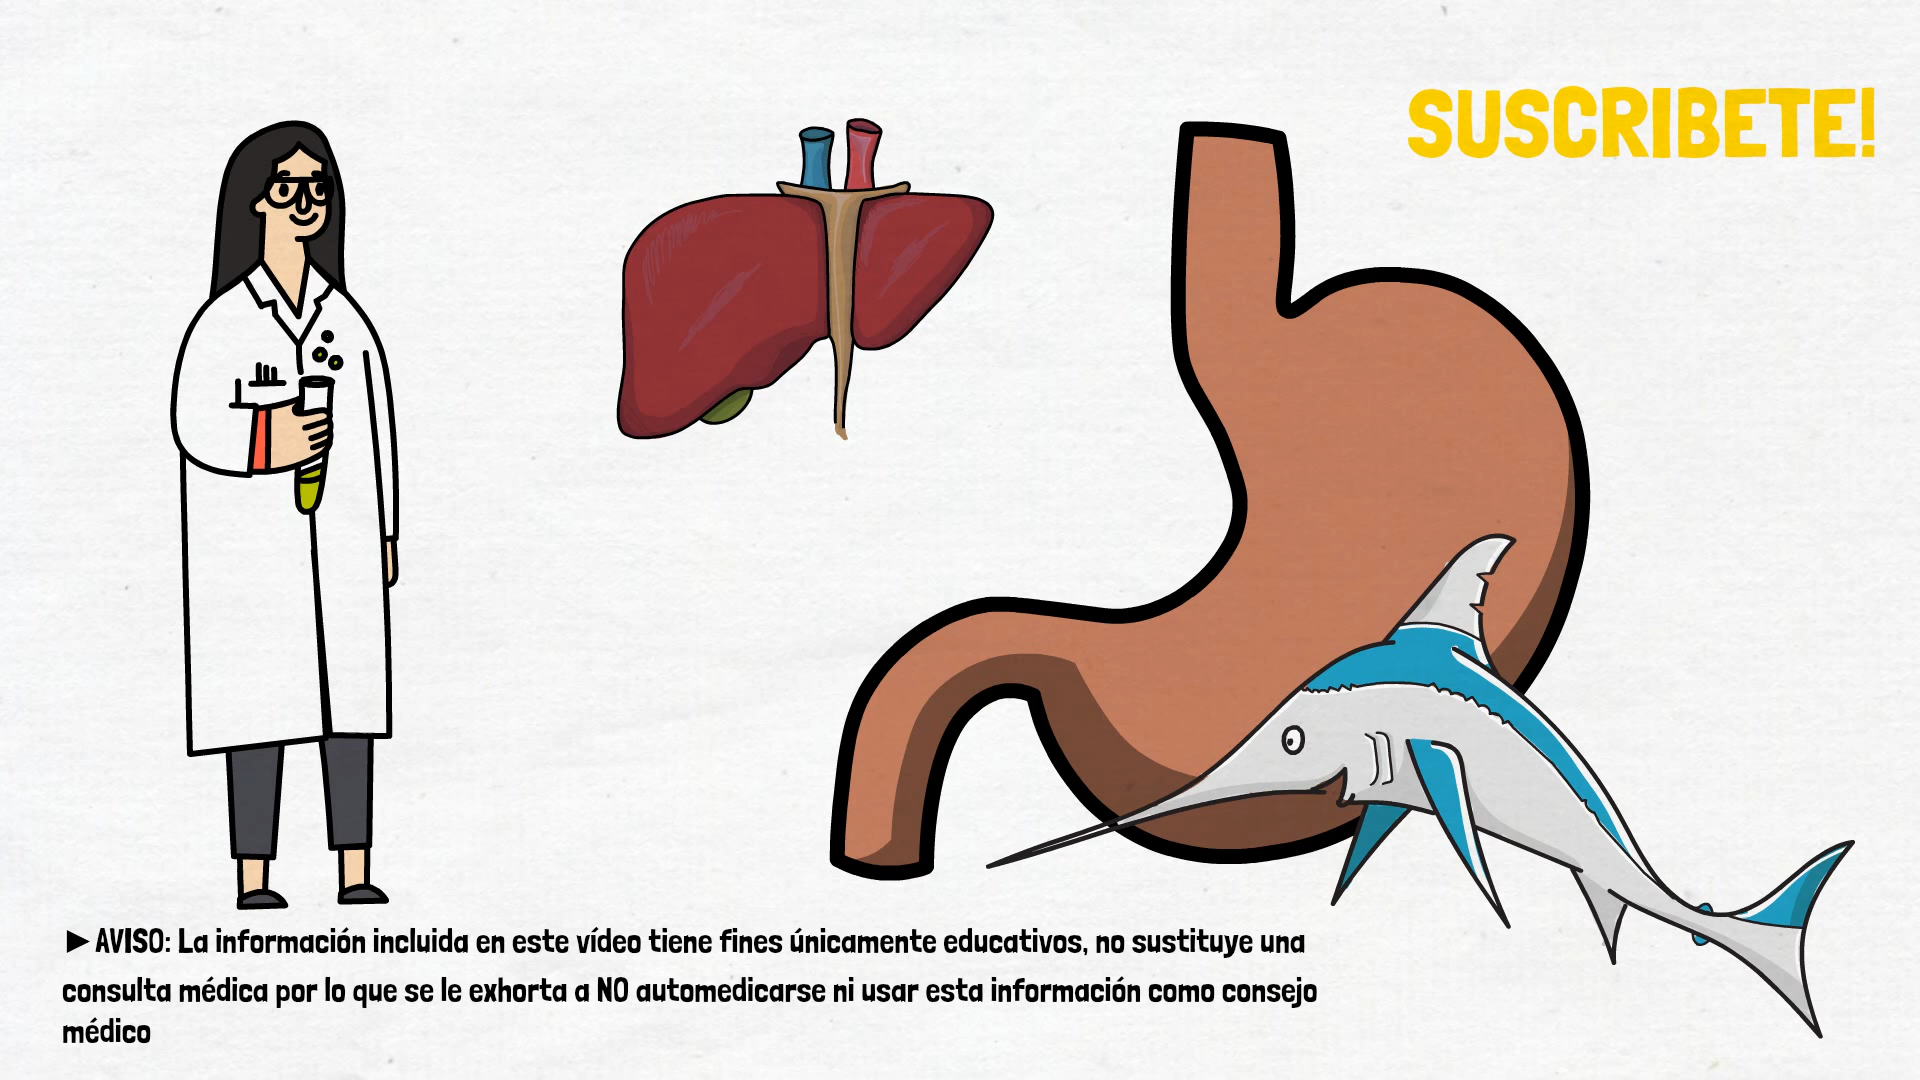 SUSCRIBETE!
►AVISO: La información incluida en este vídeo tiene fines únicamente educativos, no sustituye una
consulta médica por lo que se le exhorta a NO automedicarse ni usar esta información como consejo
médico